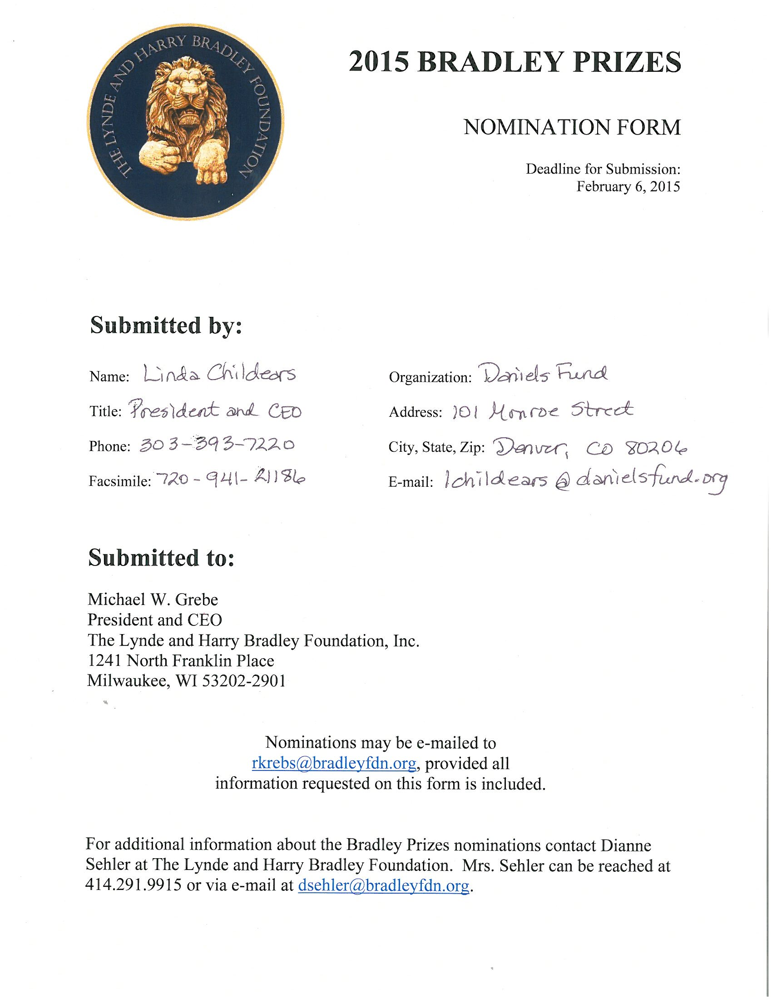 THE LYNDE AND HARRY BRADLEY FOUNDATION
2015 BRADLEY PRIZES
NOMINATION FORM
Deadline for Submission:
February 6, 2015
Submitted by:
Name: Linda Childears
Organization: Daniels Fund
Title: President and CEO
Address: 101 Monroe Street
Phone: 303-393-7220
City, State, Zip: Denver, CO 80206
Facsimile: 720-941-
E-mail: lchildears@danielsfund.org
Submitted to:
Michael W. Grebe
President and CEO
The Lynde and Harry Bradley Foundation, Inc.
1241 North Franklin Place
Milwaukee, WI 53202-2901
Nominations may be e-mailed to
rkrebs@bradleyfdn.org, provided all
information requested on this form is included.
For additional information about the Bradley Prizes nominations contact Dianne
Sehler at The Lynde and Harry Bradley Foundation.  Mrs. Sehler can be reached at
414.291.9915 or via e-mail at dsehler@bradleyfdn.org.